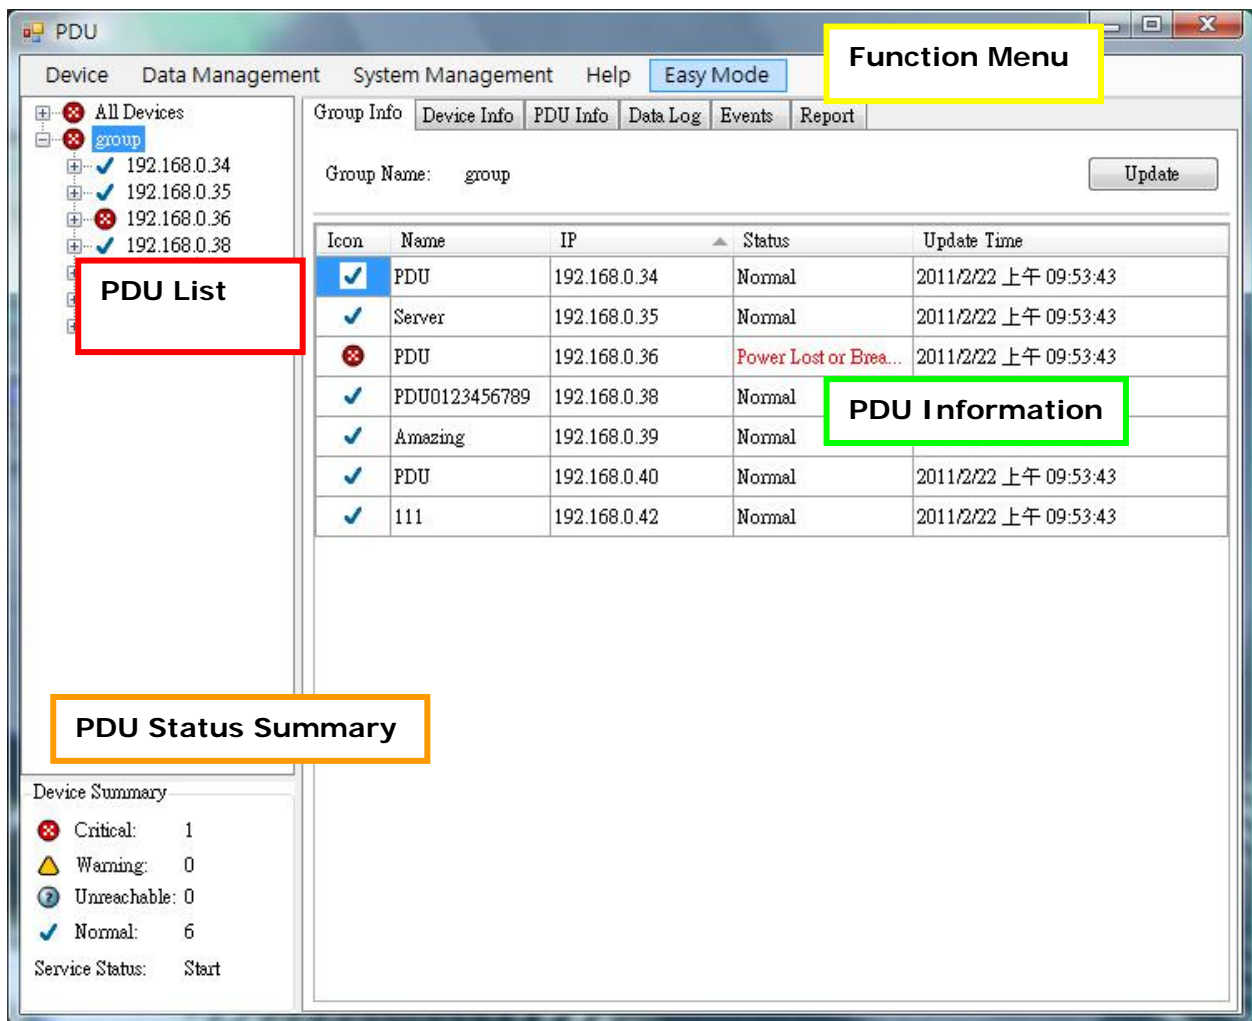 PDU
Function Menu
Device Data Management System Management Help Easy Mode
All Devices
group
192.168.0.34
192.168.0.35
192.168.0.36
192.168.0.38
PDU List
Group Info Device Info PDU Info Data Log Events Report
Group Name: group Update
Icon Name IP Status Update Time
PDU 192.168.0.34 Normal 2011/2/22 上午 09:53:43
Server 192.168.0.35 Normal 2011/2/22 上午 09:53:43
PDU 192.168.0.36 Power Lost or Brea... 2011/2/22 上午 09:53:43
PDU0123456789 192.168.0.38 Normal
PDU Information
Amazing 192.168.0.39 Normal
PDU 192.168.0.40 Normal 2011/2/22 上午 09:53:43
111 192.168.0.42 Normal 2011/2/22 上午 09:53:43
PDU Status Summary
Device Summary
Critical: 1
Warning: 0
Unreachable: 0
Normal: 6
Service Status: Start